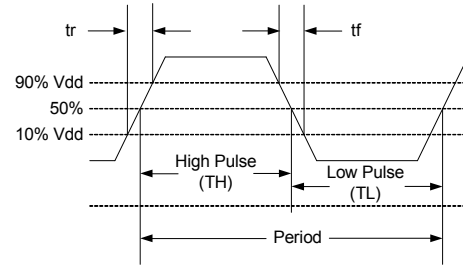 tr
tf
90% Vdd
50%
10% Vdd
High Pulse
(TH)
Low Pulse
(TL)
Period